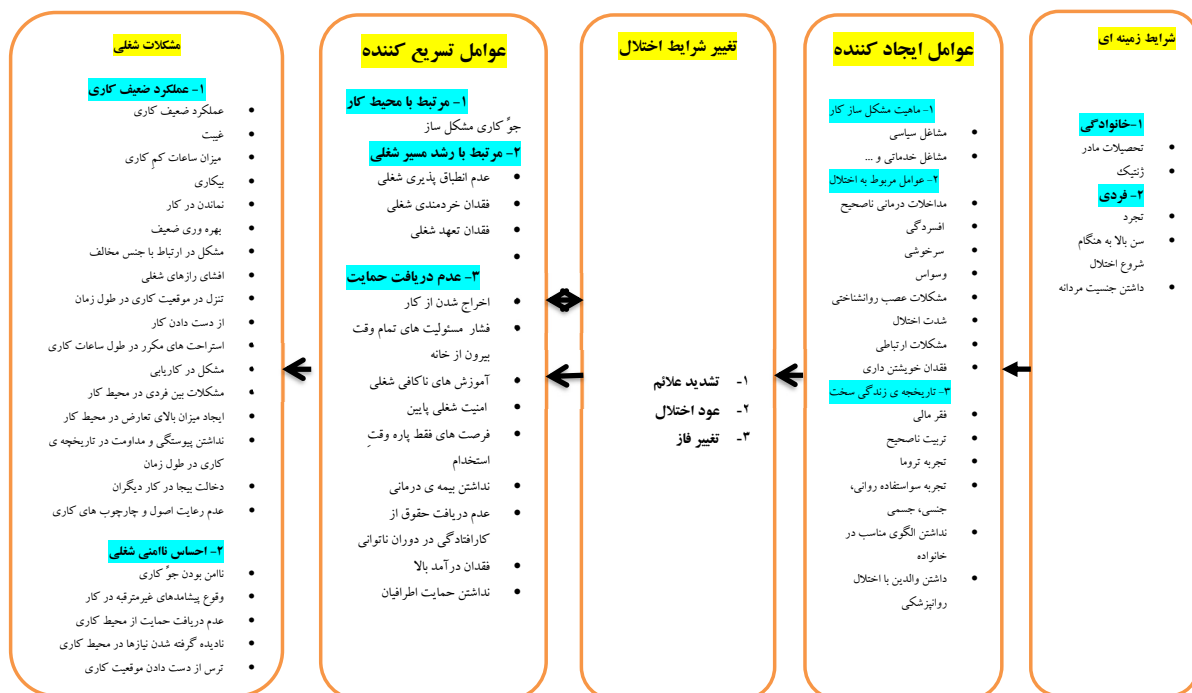 شرایط زمینه ای
۱-خانوادگی
تحصیلات مادر
ژنتیک
۲- فردی
تجرد
سن بالا به هنگام
شروع اختلال
داشتن جنسیت مردانه
عوامل ایجاد کننده
۱- ماهیت مشکل ساز کار
مشاغل سیاسی
مشاغل خدماتی و ...
۲- عوامل مربوط به اختلال
مداخلات درمانی ناصحیح
افسردگی
سرخوشی
وسواس
مشکلات عصب روانشناختی
شدت اختلال
مشکلات ارتباطی
فقدان خویشتن داری
۳- تاریخچه ی زندگی سخت
فقر مالی
تربیت ناصحیح
تجربه تروما
تجربه سواستفاده روانی،
جنسی، جسمی
نداشتن الگوی مناسب در
خانواده
داشتن والدین با اختلال
روانپزشکی
تغییر شرایط اختلال
۱- تشدید علائم
۲- عود اختلال
۳- تغییر فاز
عوامل تسریع کننده
۱- مرتبط با محیط کار
جوِّ کاری مشکل ساز
۲- مرتبط با رشد مسیر شغلی
عدم انطباق پذیری شغلی
فقدان خردمندی شغلی
فقدان تعهد شغلی
۳- عدم دریافت حمایت
اخراج شدن از کار
فشار مسئولیت های تمام وقت
بیرون از خانه
آموزش های ناکافی شغلی
امنیت شغلی پایین
فرصت های فقط پاره وقتِ
استخدام
نداشتن بیمه ی درمانی
عدم دریافت حقوق از
کارافتادگی در دوران ناتوانی
فقدان درآمد بالا
نداشتن حمایت اطرافیان
مشکلات شغلی
۱- عملکرد ضعیف کاری
عملکرد ضعیف کاری
غیبت
میزان ساعات کمِ کاری
بیکاری
نماندن در کار
بهره وری ضعیف
مشکل در ارتباط با جنس مخالف
افشای رازهای شغلی
تنزل در موقعیت کاری در طول زمان
از دست دادن کار
استراحت های مکرر در طول ساعات کاری
مشکل در کاریابی
مشکلات بین فردی در محیط کار
ایجاد میزان بالای تعارض در محیط کار
نداشتن پیوستگی و مداومت در تاریخچه ی
کاری در طول زمان
دخالت بیجا در کار دیگران
عدم رعایت اصول و چارچوب های کاری
۲- احساس ناامنی شغلی
ناامن بودن جوِّ کاری
وقوع پیشامدهای غیرمترقبه در کار
عدم دریافت حمایت از محیط کاری
نادیده گرفته شدن نیازها در محیط کاری
ترس از دست دادن موقعیت کاری